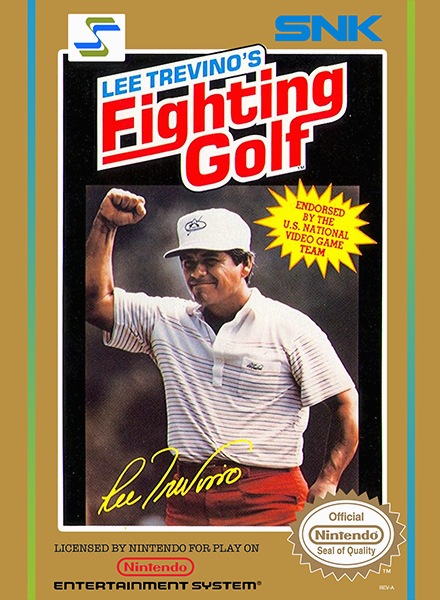 SNK
LEE TREVINO'S
Fighting
Golf
TM
ENDORSED
BY THE
U.S. NATIONAL
VIDEO GAME
TEAM
Lee Trevino
Official
Nintendo
Seal of Quality
TM
LICENSED BY NINTENDO FOR PLAY ON
Nintendo
ENTERTAINMENT SYSTEM®
REV-A